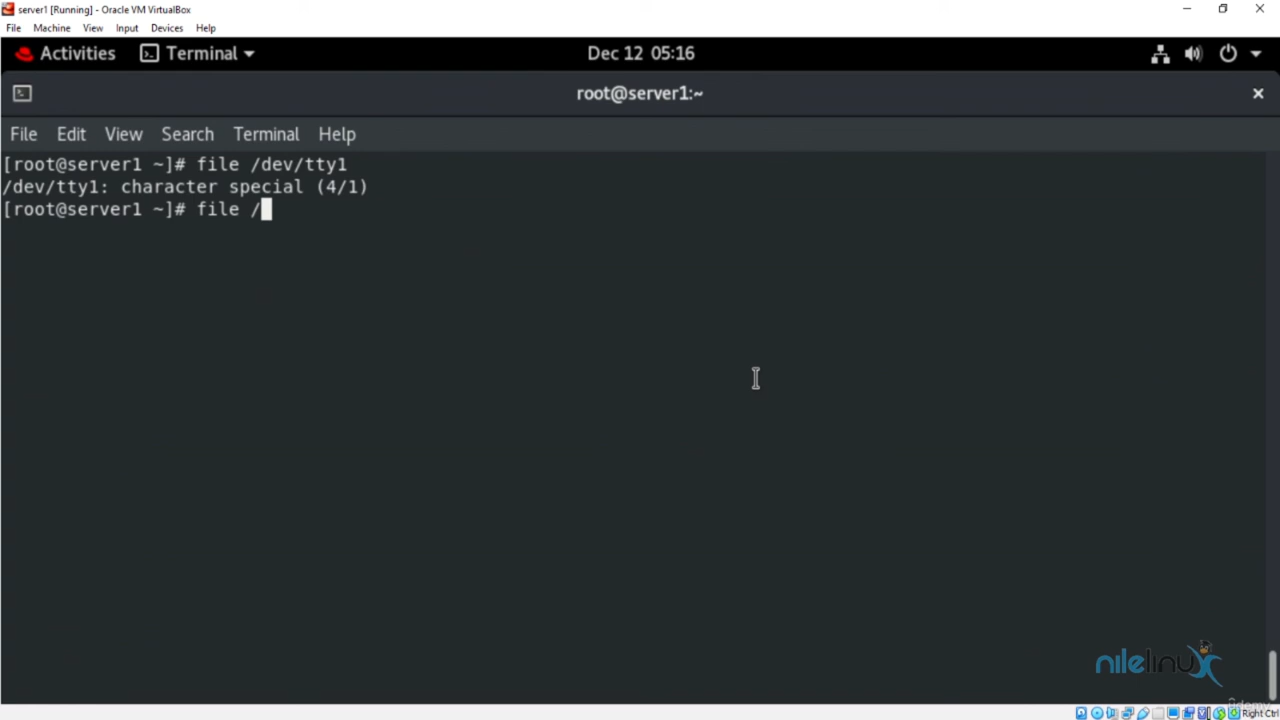 server1 [Running] - Oracle VM VirtualBox
File Machine View Input Devices Help
Activities Terminal Dec 12 05:16
root@server1:~
File Edit View Search Terminal Help
[root@server1 ~]# file /dev/tty1
/dev/tty1: character special (4/1)
[root@server1 ~]# file /
nilelinux
Udemy
Right Ctrl